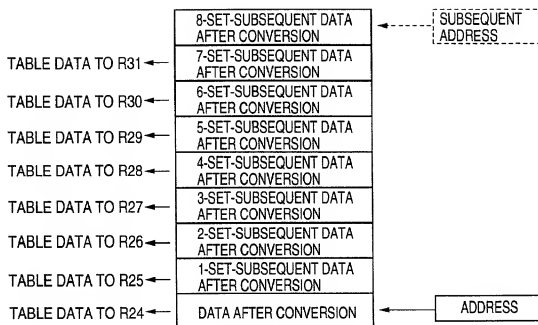 8-SET-SUBSEQUENT DATA
AFTER CONVERSION
SUBSEQUENT
ADDRESS
TABLE DATA TO R31
7-SET-SUBSEQUENT DATA
AFTER CONVERSION
TABLE DATA TO R30
6-SET-SUBSEQUENT DATA
AFTER CONVERSION
TABLE DATA TO R29
5-SET-SUBSEQUENT DATA
AFTER CONVERSION
TABLE DATA TO R28
4-SET-SUBSEQUENT DATA
AFTER CONVERSION
TABLE DATA TO R27
3-SET-SUBSEQUENT DATA
AFTER CONVERSION
TABLE DATA TO R26
2-SET-SUBSEQUENT DATA
AFTER CONVERSION
TABLE DATA TO R25
1-SET-SUBSEQUENT DATA
AFTER CONVERSION
TABLE DATA TO R24
DATA AFTER CONVERSION
ADDRESS